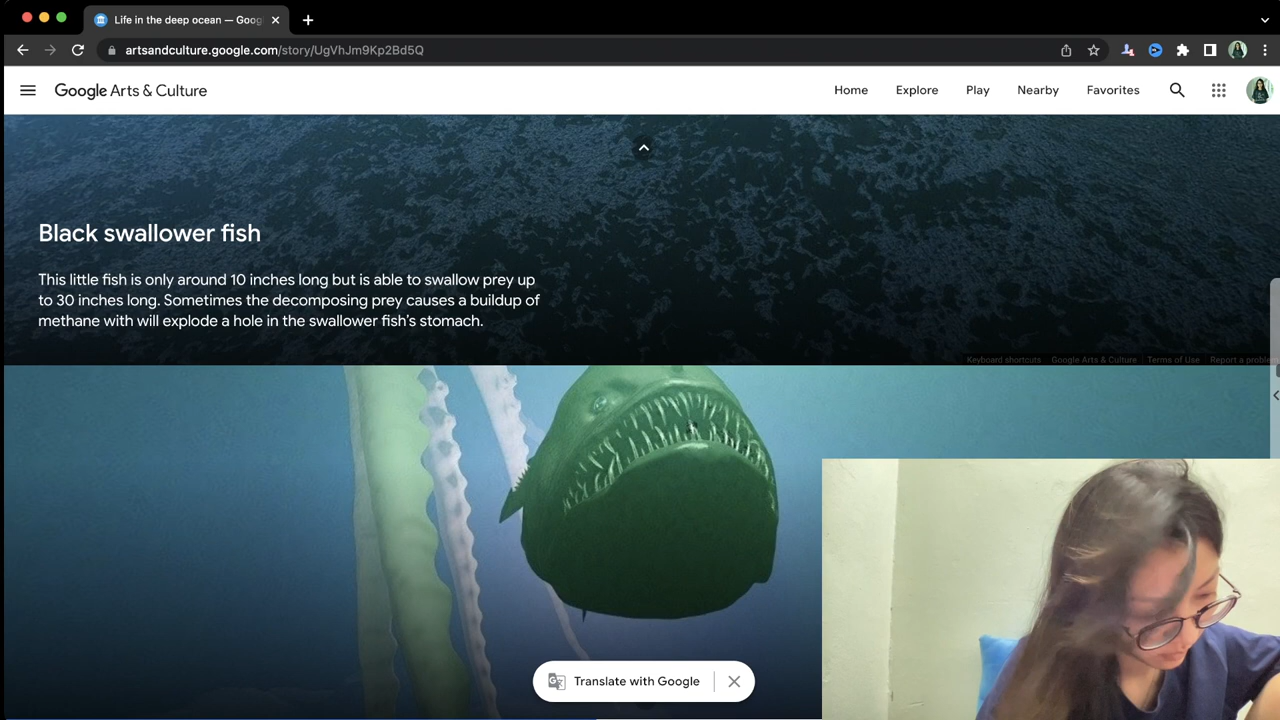 Life in the deep ocean — Goog
artsandculture.google.com/story/UgVhJm9Kp2Bd5Q
Google Arts & Culture
Home
Explore
Play
Nearby
Favorites
Black swallower fish
This little fish is only around 10 inches long but is able to swallow prey up
to 30 inches long. Sometimes the decomposing prey causes a buildup of
methane with will explode a hole in the swallower fish's stomach.
Keyboard shortcuts
Google Arts & Culture
Terms of Use
Report a problem
Translate with Google